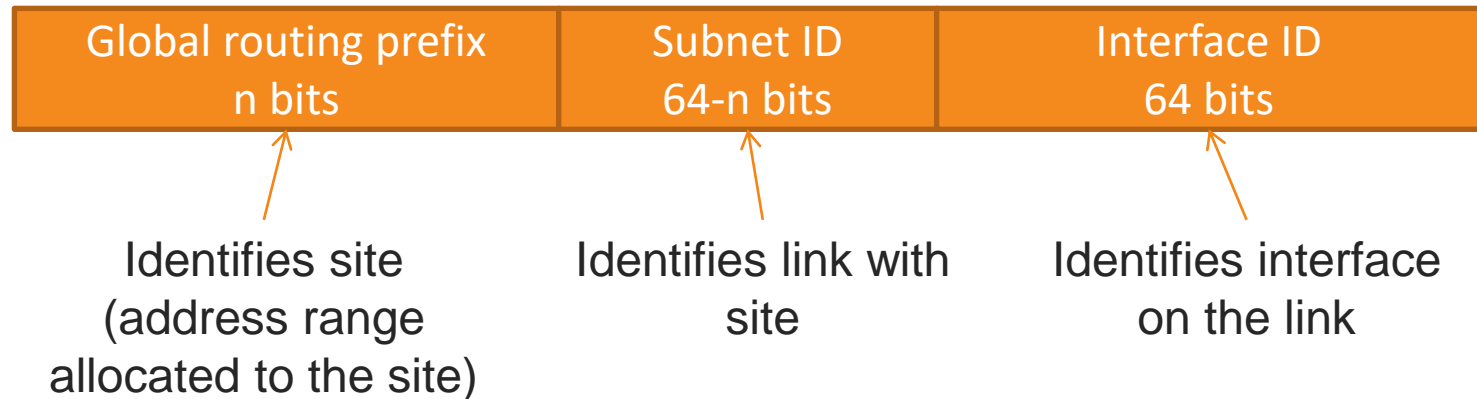 Global routing prefix
n bits
Subnet ID
64-n bits
Interface ID
64 bits
Identifies site
(address range
allocated to the site)
Identifies link with
site
Identifies interface
on the link